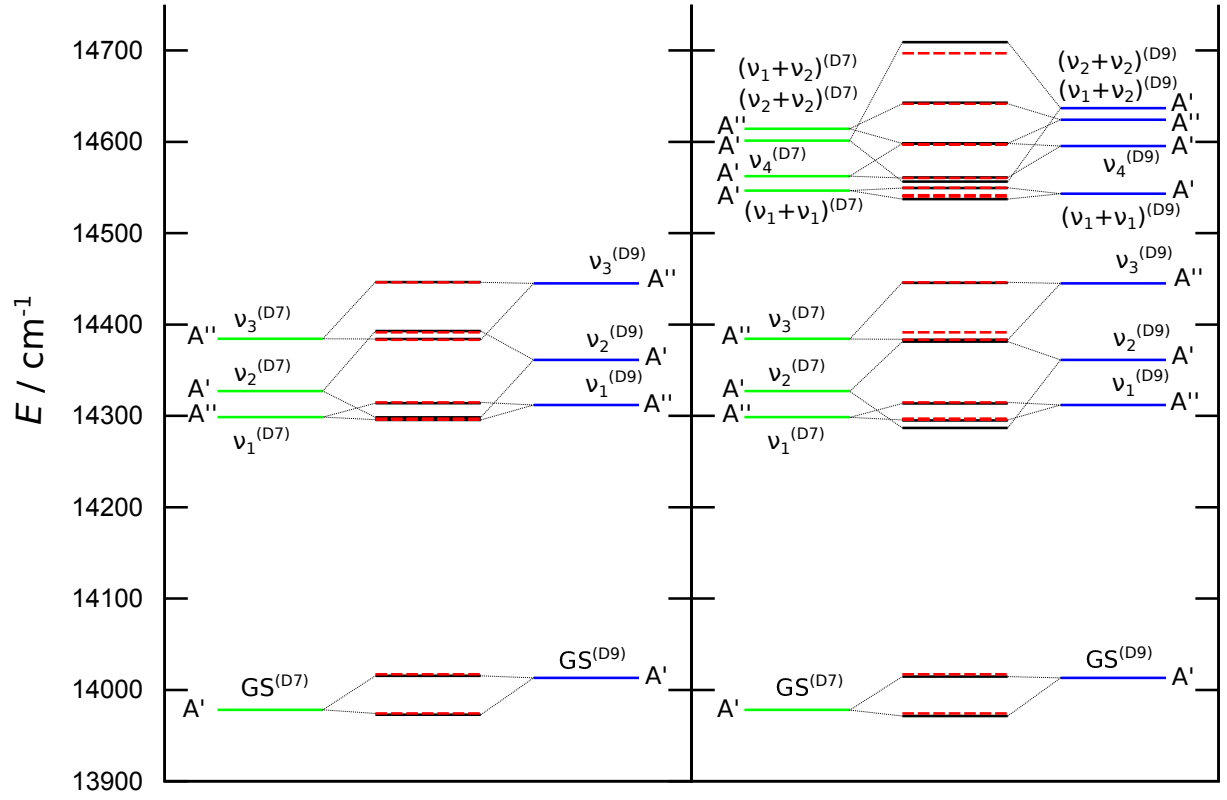 E / cm⁻¹
14700
14600
14500
14400
14300
14200
14100
14000
13900
ν₃⁽ᴰ⁷⁾
A''
ν₂⁽ᴰ⁷⁾
A'
A''
ν₁⁽ᴰ⁷⁾
GS⁽ᴰ⁷⁾
A'
ν₃⁽ᴰ⁹⁾
A''
ν₂⁽ᴰ⁹⁾
A'
ν₁⁽ᴰ⁹⁾
A''
GS⁽ᴰ⁹⁾
A'
(ν₁+ν₂)⁽ᴰ⁷⁾
(ν₂+ν₂)⁽ᴰ⁷⁾
A''
A'
ν₄⁽ᴰ⁷⁾
A'
A'
(ν₁+ν₁)⁽ᴰ⁷⁾
ν₃⁽ᴰ⁷⁾
A''
ν₂⁽ᴰ⁷⁾
A'
A''
ν₁⁽ᴰ⁷⁾
GS⁽ᴰ⁷⁾
A'
(ν₂+ν₂)⁽ᴰ⁹⁾
(ν₁+ν₂)⁽ᴰ⁹⁾
A'
A''
A'
ν₄⁽ᴰ⁹⁾
A'
(ν₁+ν₁)⁽ᴰ⁹⁾
ν₃⁽ᴰ⁹⁾
A''
ν₂⁽ᴰ⁹⁾
A'
ν₁⁽ᴰ⁹⁾
A''
GS⁽ᴰ⁹⁾
A'